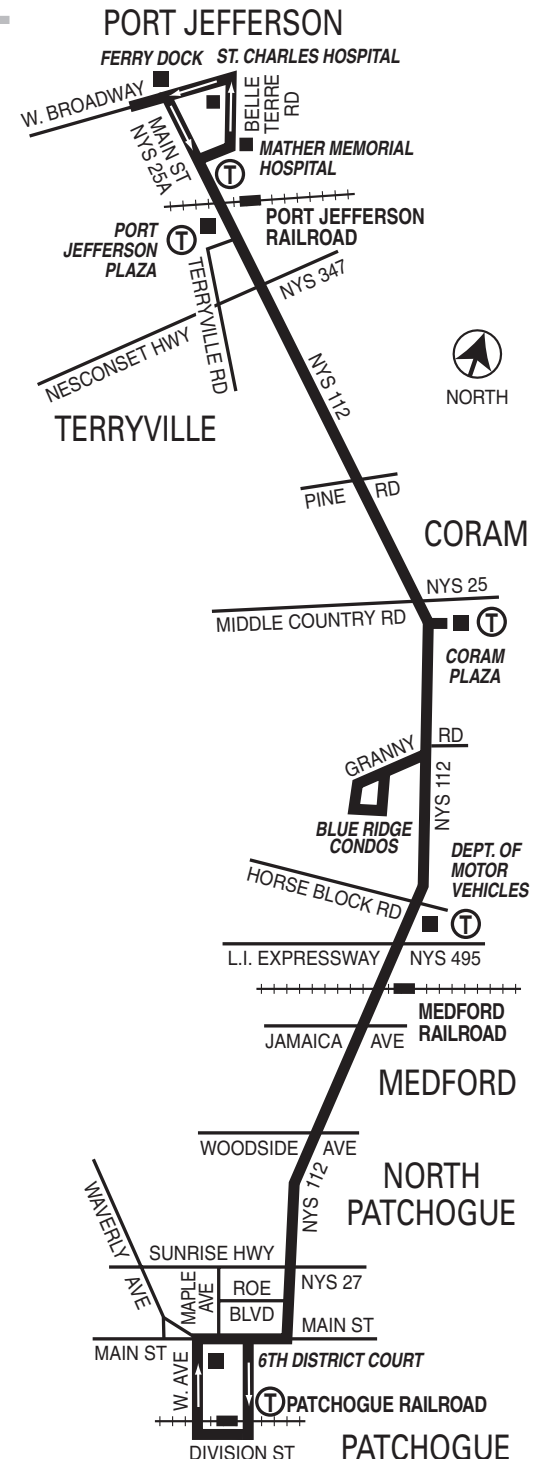 PORT JEFFERSON
FERRY DOCK
ST. CHARLES HOSPITAL
W. BROADWAY
MAIN ST
NYS 25A
BELLE
TERRE
RD
MATHER MEMORIAL
HOSPITAL
T
PORT JEFFERSON
RAILROAD
PORT
JEFFERSON
PLAZA
T
TERRYVILLE RD
NYS 347
NESCONSET HWY
NYS 112
NORTH
TERRYVILLE
PINE RD
CORAM
NYS 25
MIDDLE COUNTRY RD
T
CORAM
PLAZA
GRANNY RD
NYS 112
BLUE RIDGE
CONDOS
DEPT. OF
MOTOR
VEHICLES
HORSE BLOCK RD
T
L.I. EXPRESSWAY NYS 495
MEDFORD
RAILROAD
JAMAICA AVE
MEDFORD
WOODSIDE AVE
NYS 112
NORTH
PATCHOGUE
WAVERLY AVE
SUNRISE HWY
NYS 27
MAPLE
AVE
ROE
BLVD
MAIN ST
MAIN ST
W. AVE
6TH DISTRICT COURT
T PATCHOGUE RAILROAD
DIVISION ST
PATCHOGUE